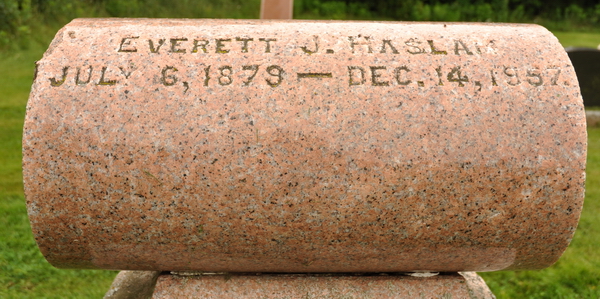 EVERETT J. HASLAM
JULY 6, 1879 — DEC. 14, 1957.